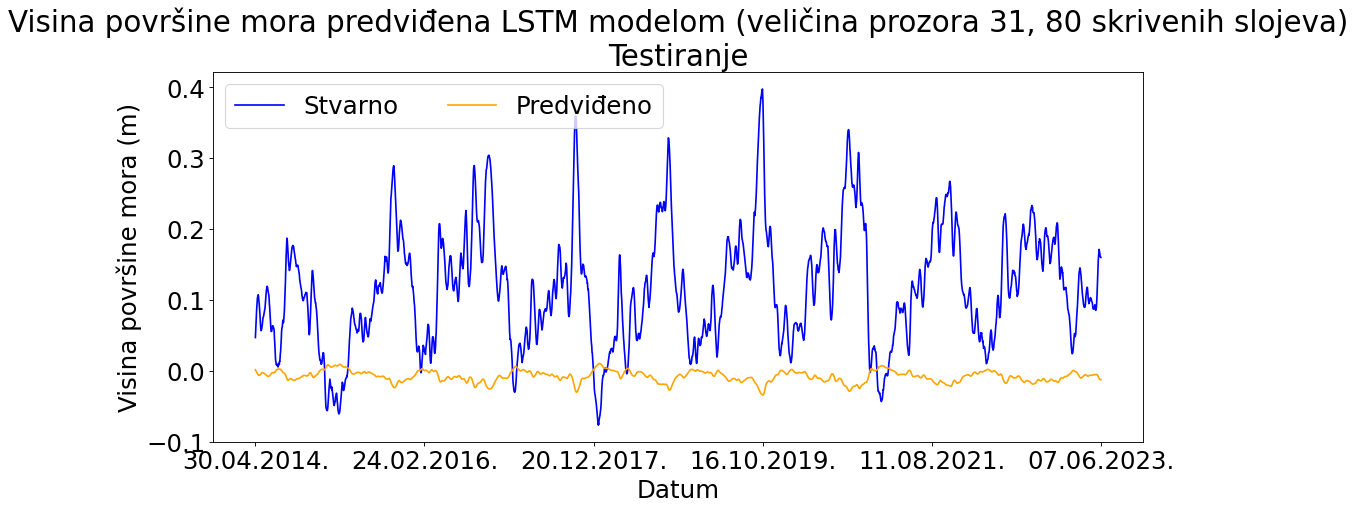 Visina površine mora predviđena LSTM modelom (veličina prozora 31, 80 skrivenih slojeva)
Testiranje
Stvarno
Predviđeno
Visina površine mora (m)
0.4
0.3
0.2
0.1
0.0
−0.1
30.04.2014.
24.02.2016.
20.12.2017.
16.10.2019.
11.08.2021.
07.06.2023.
Datum